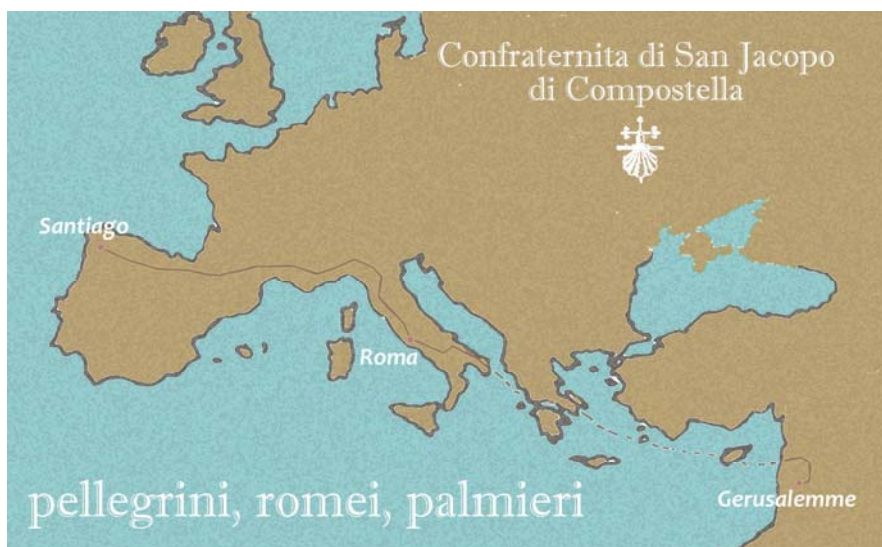 Confraternita di San Jacopo
di Compostella
Santiago
Roma
Gerusalemme
pellegrini, romei, palmieri